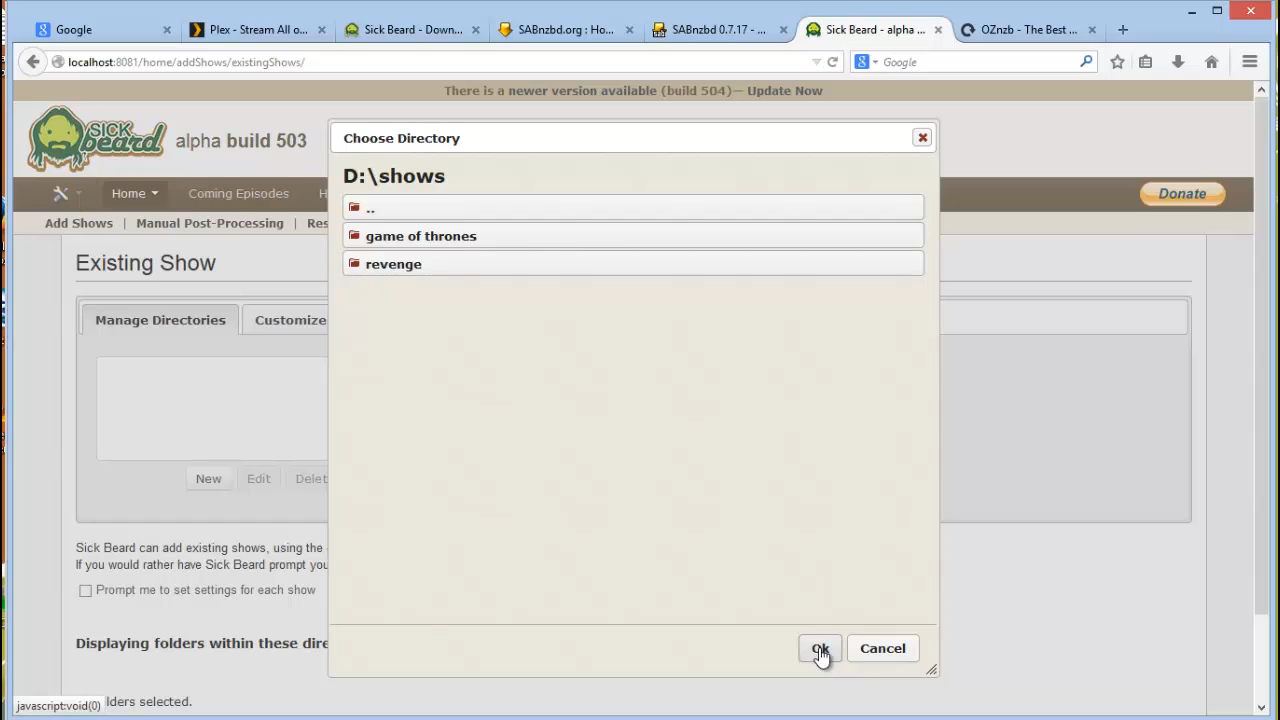 Google
Plex - Stream All o...
Sick Beard - Down...
SABnzbd.org : Ho...
SABnzbd 0.7.17 - ...
Sick Beard - alpha ...
OZnzb - The Best ...
localhost:8081/home/addShows/existingShows/
Google
There is a newer version available (build 504)— Update Now
SICK beard
alpha build 503
Choose Directory
D:\shows
Home
Coming Episodes
H
Donate
..
Add Shows
Manual Post-Processing
Res
game of thrones
Existing Show
revenge
Manage Directories
Customize
New
Edit
Delet
Sick Beard can add existing shows, using the
If you would rather have Sick Beard prompt you
Prompt me to set settings for each show
Displaying folders within these dire
Ok
Cancel
lders selected.
javascript:void(0)